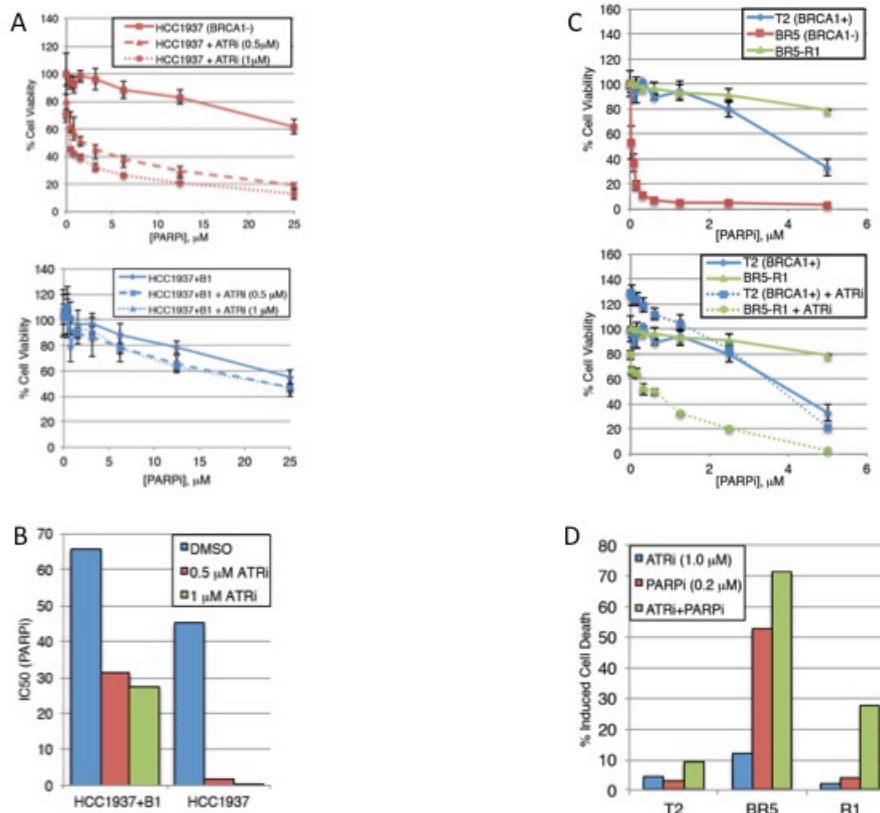 A
140
120
100
80
60
40
20
0
% Cell Viability
HCC1937 (BRCA1-)
HCC1937 + ATRi (0.5μM)
HCC1937 + ATRi (1μM)
0 5 10 15 20 25
[PARPi], μM
140
120
100
80
60
40
20
0
% Cell Viability
HCC1937+B1
HCC1937+B1 + ATRi (0.5 μM)
HCC1937+B1 + ATRi (1 μM)
0 5 10 15 20 25
[PARPi], μM
C
160
140
120
100
80
60
40
20
0
% Cell Viability
T2 (BRCA1+)
BR5 (BRCA1-)
BR5-R1
0 2 4 6
[PARPi], μM
160
140
120
100
80
60
40
20
0
% Cell Viability
T2 (BRCA1+)
BR5-R1
T2 (BRCA1+) + ATRi
BR5-R1 + ATRi
0 2 4 6
[PARPi], μM
B
70
60
50
40
30
20
10
0
IC50 (PARPi)
DMSO
0.5 μM ATRi
1 μM ATRi
HCC1937+B1 HCC1937
D
80
70
60
50
40
30
20
10
0
% Induced Cell Death
ATRi (1.0 μM)
PARPi (0.2 μM)
ATRi+PARPi
T2 BR5 R1